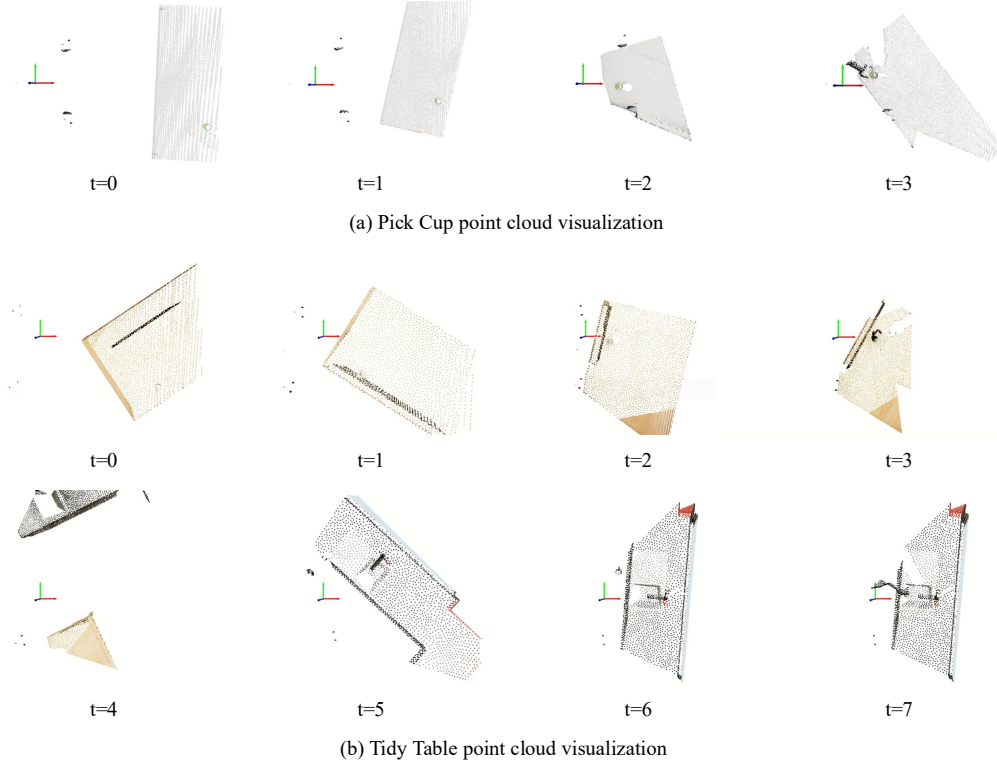 t=0 t=1 t=2 t=3
(a) Pick Cup point cloud visualization
t=0 t=1 t=2 t=3
t=4 t=5 t=6 t=7
(b) Tidy Table point cloud visualization